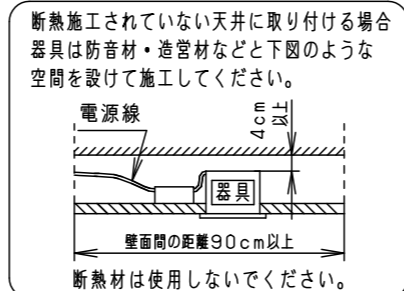 断熱施工されていない天井に取り付ける場合
器具は防音材・造営材などと下図のような
空間を設けて施工してください。
電源線
4cm
以上
器具
壁面間の距離90cm以上
断熱材は使用しないでください。